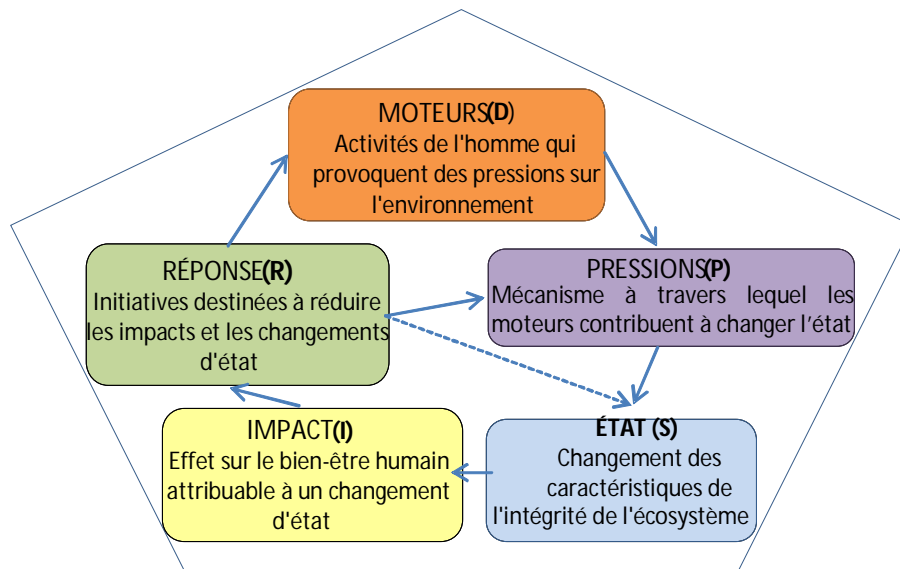 MOTEURS(D)
Activités de l'homme qui
provoquent des pressions sur
l'environnement
RÉPONSE(R)
Initiatives destinées à réduire
les impacts et les changements
d'état
PRESSIONS(P)
Mécanisme à travers lequel les
moteurs contribuent à changer l’état
IMPACT(I)
Effet sur le bien-être humain
attribuable à un changement
d'état
ÉTAT (S)
Changement des
caractéristiques de
l'intégrité de l'écosystème